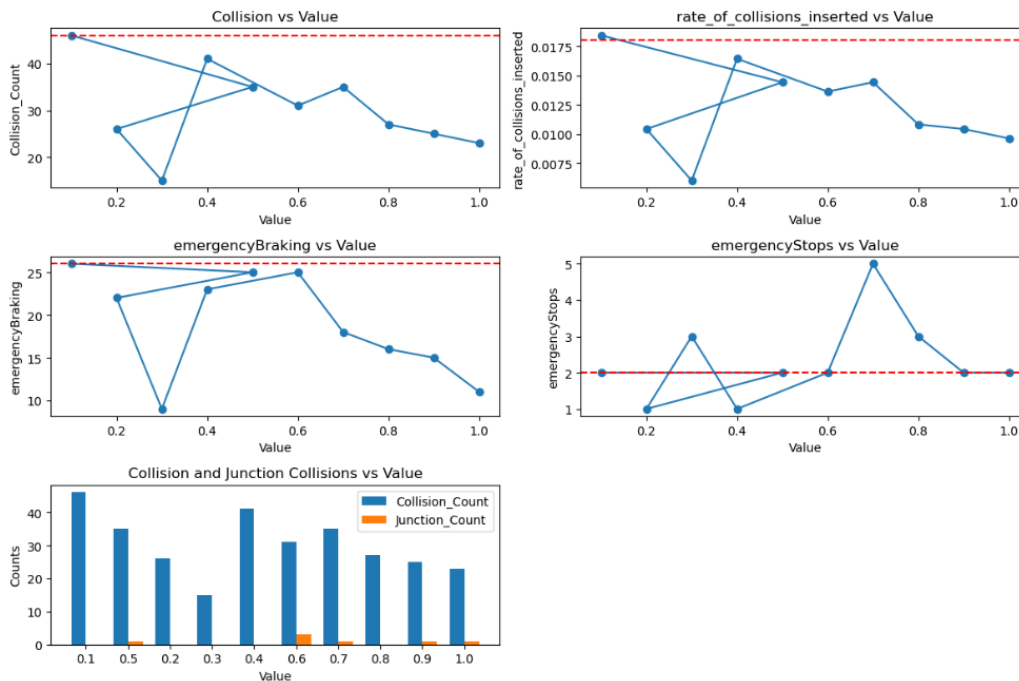 Collision vs Value
Collision_Count
40
30
20
0.2 0.4 0.6 0.8 1.0
Value
rate_of_collisions_inserted vs Value
rate_of_collisions_inserted
0.0175
0.0150
0.0125
0.0100
0.0075
0.2 0.4 0.6 0.8 1.0
Value
emergencyBraking vs Value
emergencyBraking
25
20
15
10
0.2 0.4 0.6 0.8 1.0
Value
emergencyStops vs Value
emergencyStops
5
4
3
2
1
0.2 0.4 0.6 0.8 1.0
Value
Collision and Junction Collisions vs Value
Collision_Count
Junction_Count
Counts
40
30
20
10
0
0.1 0.5 0.2 0.3 0.4 0.6 0.7 0.8 0.9 1.0
Value